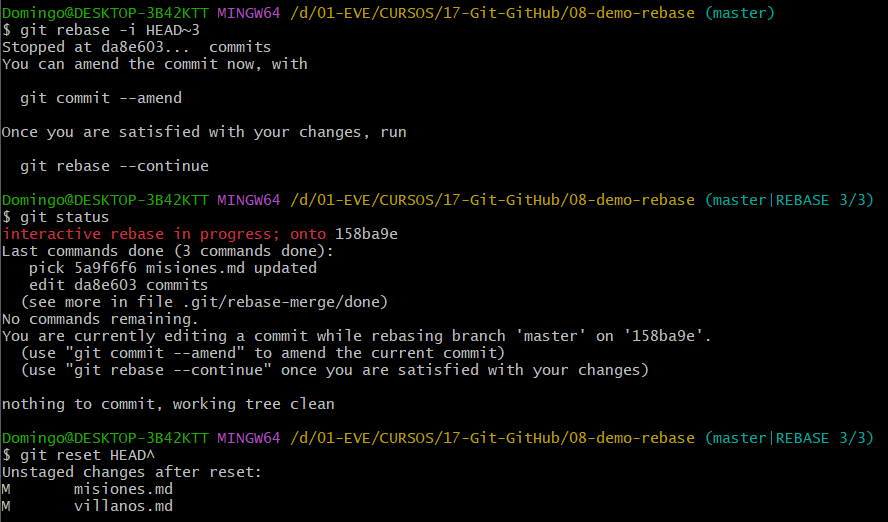 Domingo@DESKTOP-3B42KTT MINGW64 /d/01-EVE/CURSOS/17-Git-GitHub/08-demo-rebase (master)
$ git rebase -i HEAD~3
Stopped at da8e603...  commits
You can amend the commit now, with

  git commit --amend

Once you are satisfied with your changes, run

  git rebase --continue

Domingo@DESKTOP-3B42KTT MINGW64 /d/01-EVE/CURSOS/17-Git-GitHub/08-demo-rebase (master|REBASE 3/3)
$ git status
interactive rebase in progress; onto 158ba9e
Last commands done (3 commands done):
   pick 5a9f6f6 misiones.md updated
   edit da8e603 commits
  (see more in file .git/rebase-merge/done)
No commands remaining.
You are currently editing a commit while rebasing branch 'master' on '158ba9e'.
  (use "git commit --amend" to amend the current commit)
  (use "git rebase --continue" once you are satisfied with your changes)

nothing to commit, working tree clean

Domingo@DESKTOP-3B42KTT MINGW64 /d/01-EVE/CURSOS/17-Git-GitHub/08-demo-rebase (master|REBASE 3/3)
$ git reset HEAD^
Unstaged changes after reset:
M       misiones.md
M       villanos.md